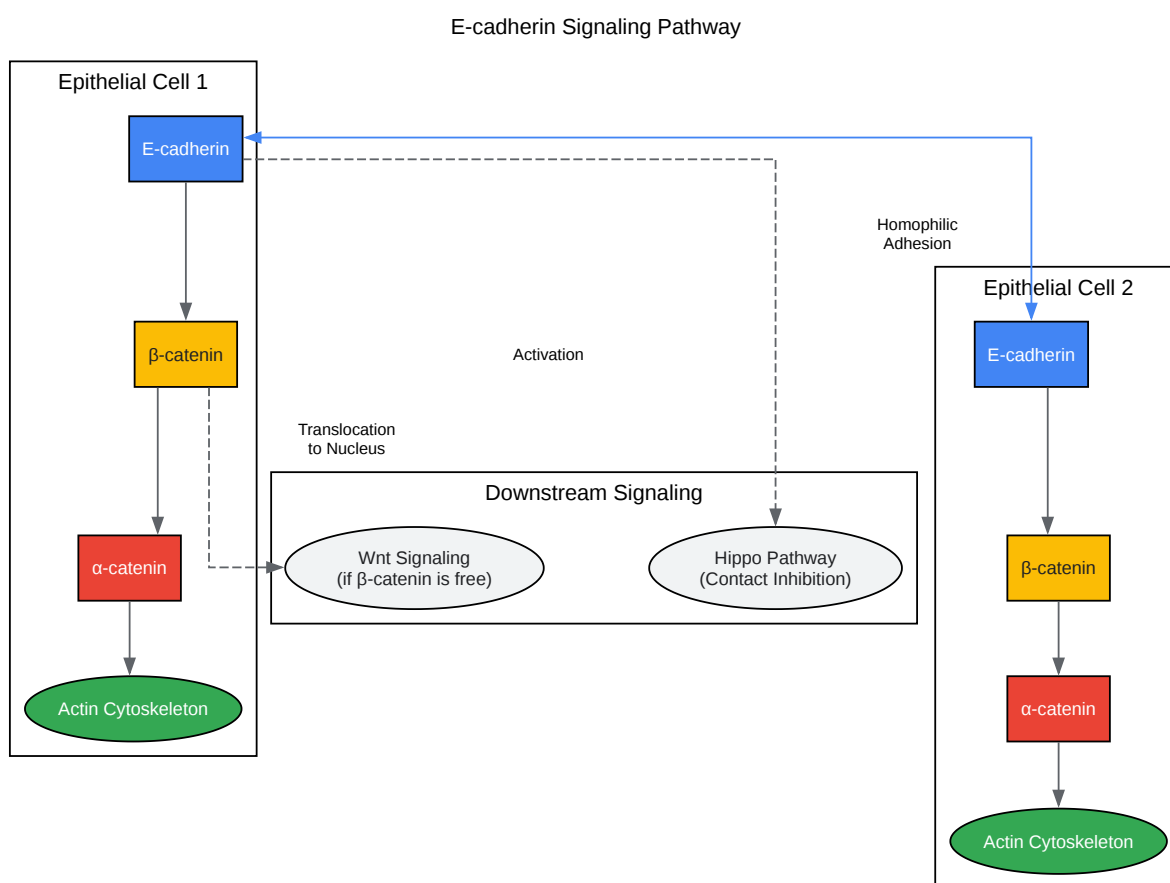 E-cadherin Signaling Pathway
Epithelial Cell 1
E-cadherin
β-catenin
α-catenin
Actin Cytoskeleton
Homophilic
Adhesion
Activation
Translocation
to Nucleus
Downstream Signaling
Wnt Signaling
(if β-catenin is free)
Hippo Pathway
(Contact Inhibition)
Epithelial Cell 2
E-cadherin
β-catenin
α-catenin
Actin Cytoskeleton